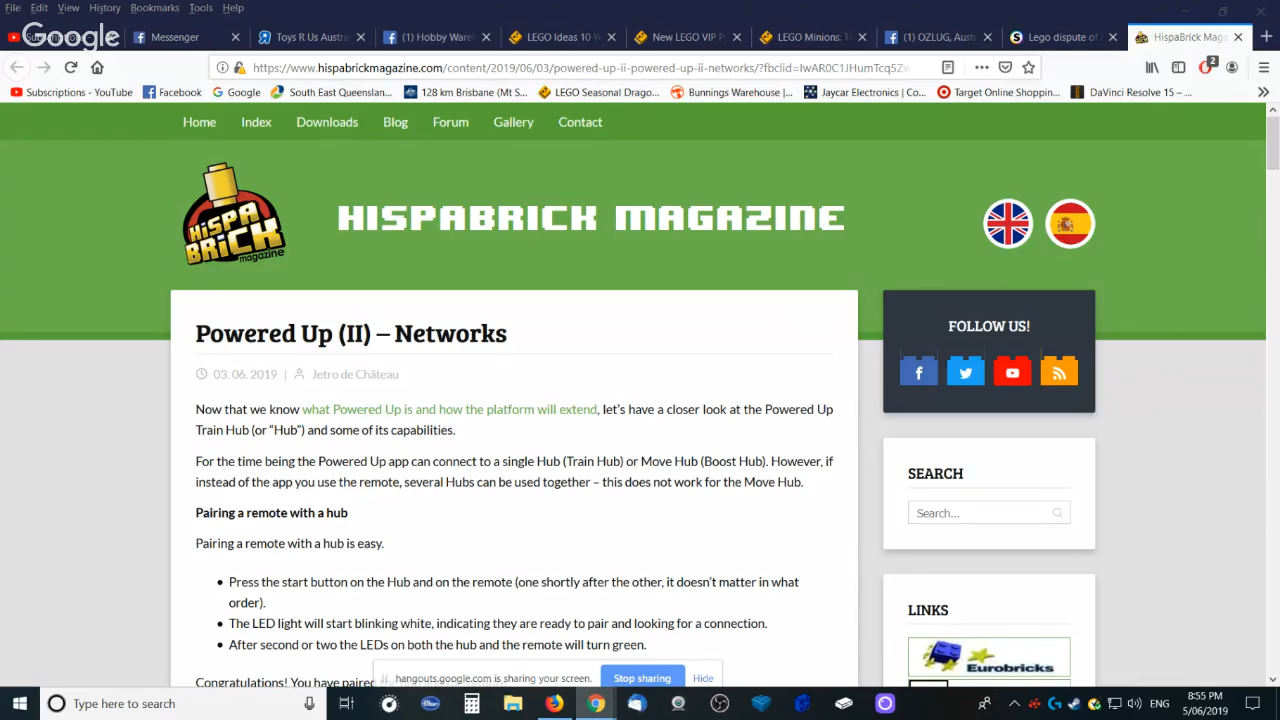 File Edit View History Bookmarks Tools Help
Google
Messenger
Toys R Us Austra
(1) Hobby Ware
LEGO Ideas 10 Y
New LEGO VIP P
LEGO Minions: T
(1) OZLUG, Aust
Lego dispute of
HispaBrick Maga
https://www.hispabrickmagazine.com/content/2019/06/03/powered-up-ii-powered-up-ii-networks/?fbclid=IwAR0C1JHumTcq5Z
2
Subscriptions - YouTube
Facebook
Google
South East Queenslan...
128 km Brisbane (Mt S...
LEGO Seasonal Drago...
Bunnings Warehouse |...
Jaycar Electronics | Co...
Target Online Shoppin...
DaVinci Resolve 15 – ...
Home Index Downloads Blog Forum Gallery Contact
HiSPA BRiCK magazine
HISPABRICK MAGAZINE
Powered Up (II) – Networks
03. 06. 2019 | Jetro de Château
Now that we know what Powered Up is and how the platform will extend, let’s have a closer look at the Powered Up
Train Hub (or “Hub”) and some of its capabilities.
For the time being the Powered Up app can connect to a single Hub (Train Hub) or Move Hub (Boost Hub). However, if
instead of the app you use the remote, several Hubs can be used together – this does not work for the Move Hub.
Pairing a remote with a hub
Pairing a remote with a hub is easy.
• Press the start button on the Hub and on the remote (one shortly after the other, it doesn’t matter in what
order).
• The LED light will start blinking white, indicating they are ready to pair and looking for a connection.
• After second or two the LEDs on both the hub and the remote will turn green.
Congratulations! You have paired
FOLLOW US!
SEARCH
Search...
LINKS
Eurobricks
hangouts.google.com is sharing your screen.
Stop sharing
Hide
Type here to search
ENG
8:55 PM
5/06/2019